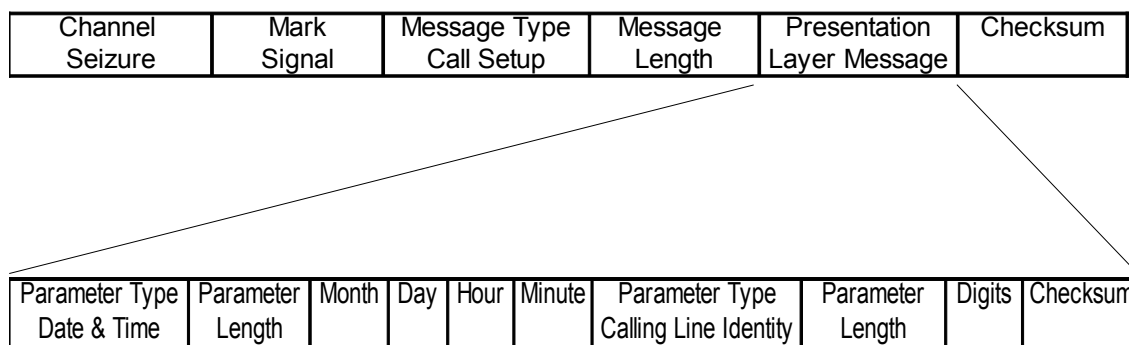 Channel Mark Message Type Message Presentation Checksum
Seizure Signal Call Setup Length Layer Message
Parameter Type Parameter Month Day Hour Minute Parameter Type Parameter Digits Checksum
Date & Time Length Calling Line Identity Length